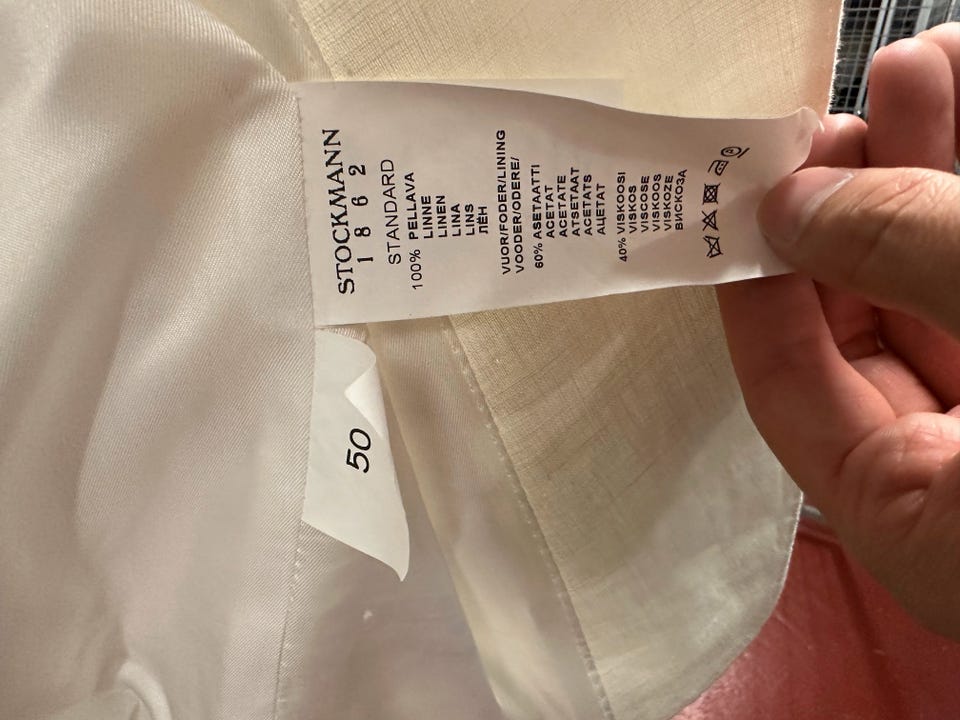 STOCKMANN
1 8 6 2
STANDARD
100% PELLAVA
LINNE
LINEN
LINA
LINS
ЛЁН
VUOR/FODER/LINING
VOODER/ODERE/
60% ASETAATTI
ACETAT
ACETATE
ATSETAAT
ACETATS
АЦЕТАТ
40% VISKOOSI
VISKOS
VISCOSE
VISKOOS
VISKOZE
ВИСКОЗА
50